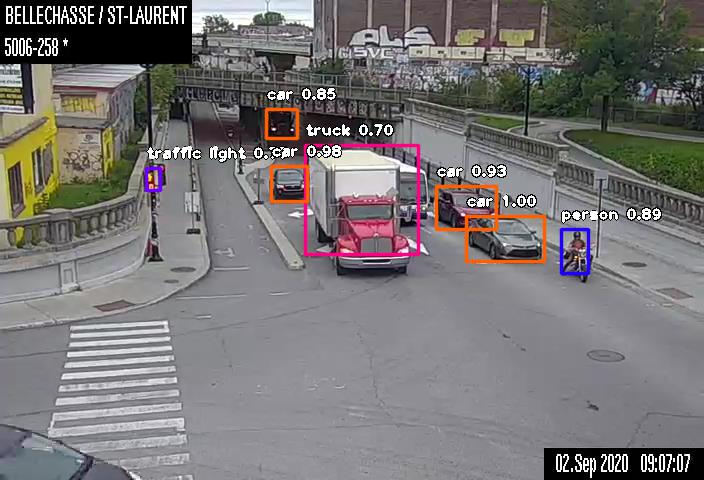 BELLECHASSE / ST-LAURENT
5006-258 *
car 0.85
truck 0.70
traffic light 0.
car 0.98
car 0.93
car 1.00
person 0.89
02.Sep 2020 09:07:07